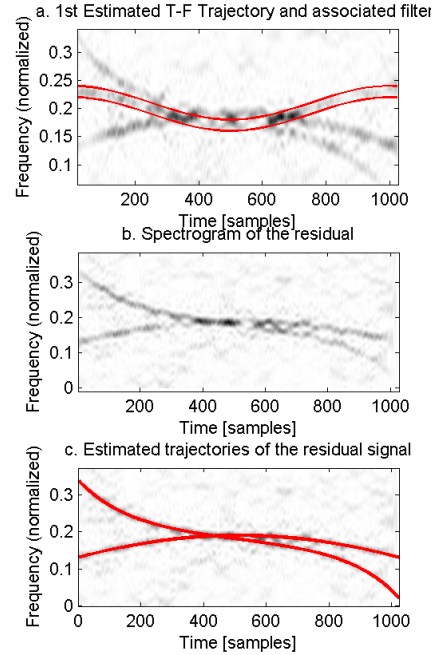 a. 1st Estimated T-F Trajectory and associated filter
Frequency (normalized)
0.3
0.25
0.2
0.15
0.1
200 400 600 800 1000
Time [samples]
b. Spectrogram of the residual
Frequency (normalized)
0.3
0.2
0.1
0
0 200 400 600 800 1000
Time [samples]
c. Estimated trajectories of the residual signal
Frequency (normalized)
0.3
0.2
0.1
0
0 200 400 600 800 1000
Time [samples]